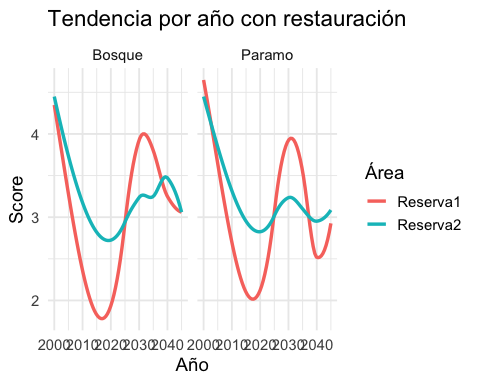 Tendencia por año con restauración
Bosque
Paramo
4
3
2
Score
2000 2010 2020 2030 2040
2000 2010 2020 2030 2040
Año
Área
Reserva1
Reserva2